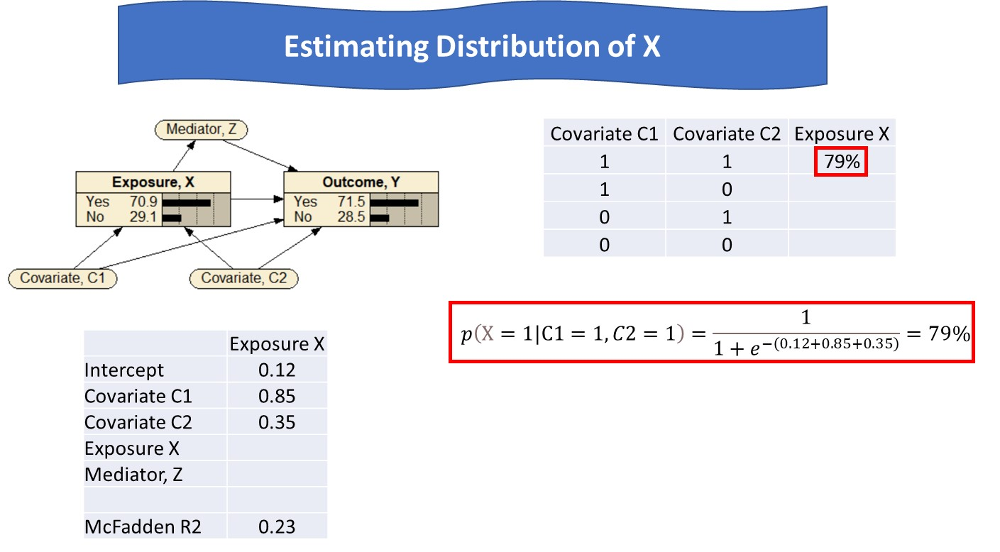 Estimating Distribution of X
Mediator, Z
Exposure, X
Yes 70.9
No 29.1
Outcome, Y
Yes 71.5
No 28.5
Covariate, C1
Covariate, C2
Covariate C1 Covariate C2 Exposure X
1 1 79%
1 0
0 1
0 0
p(X = 1|C1 = 1, C2 = 1) = 1 / (1 + e^−(0.12+0.85+0.35)) = 79%
Exposure X
Intercept 0.12
Covariate C1 0.85
Covariate C2 0.35
Exposure X
Mediator, Z
McFadden R2 0.23